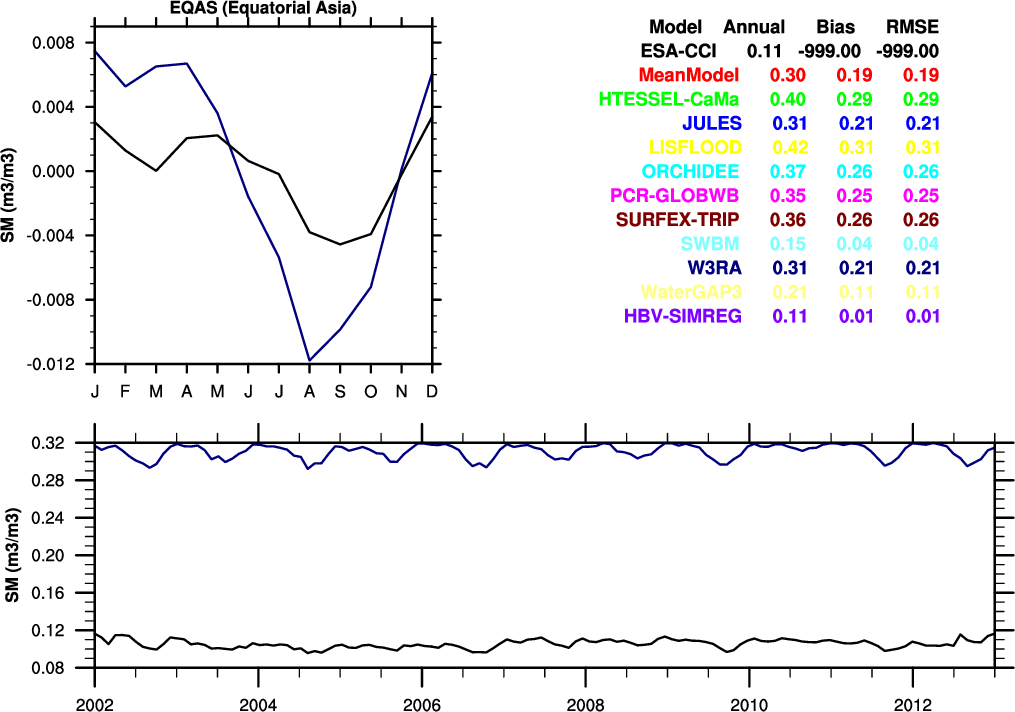 EQAS (Equatorial Asia)
SM (m3/m3)
0.008
0.004
0.000
-0.004
-0.008
-0.012
J F M A M J J A S O N D
Model Annual Bias RMSE
ESA-CCI 0.11 -999.00 -999.00
MeanModel 0.30 0.19 0.19
HTESSEL-CaMa 0.40 0.29 0.29
JULES 0.31 0.21 0.21
LISFLOOD 0.42 0.31 0.31
ORCHIDEE 0.37 0.26 0.26
PCR-GLOBWB 0.35 0.25 0.25
SURFEX-TRIP 0.36 0.26 0.26
SWBM 0.15 0.04 0.04
W3RA 0.31 0.21 0.21
WaterGAP3 0.21 0.11 0.11
HBV-SIMREG 0.11 0.01 0.01
SM (m3/m3)
0.32
0.28
0.24
0.20
0.16
0.12
0.08
2002 2004 2006 2008 2010 2012